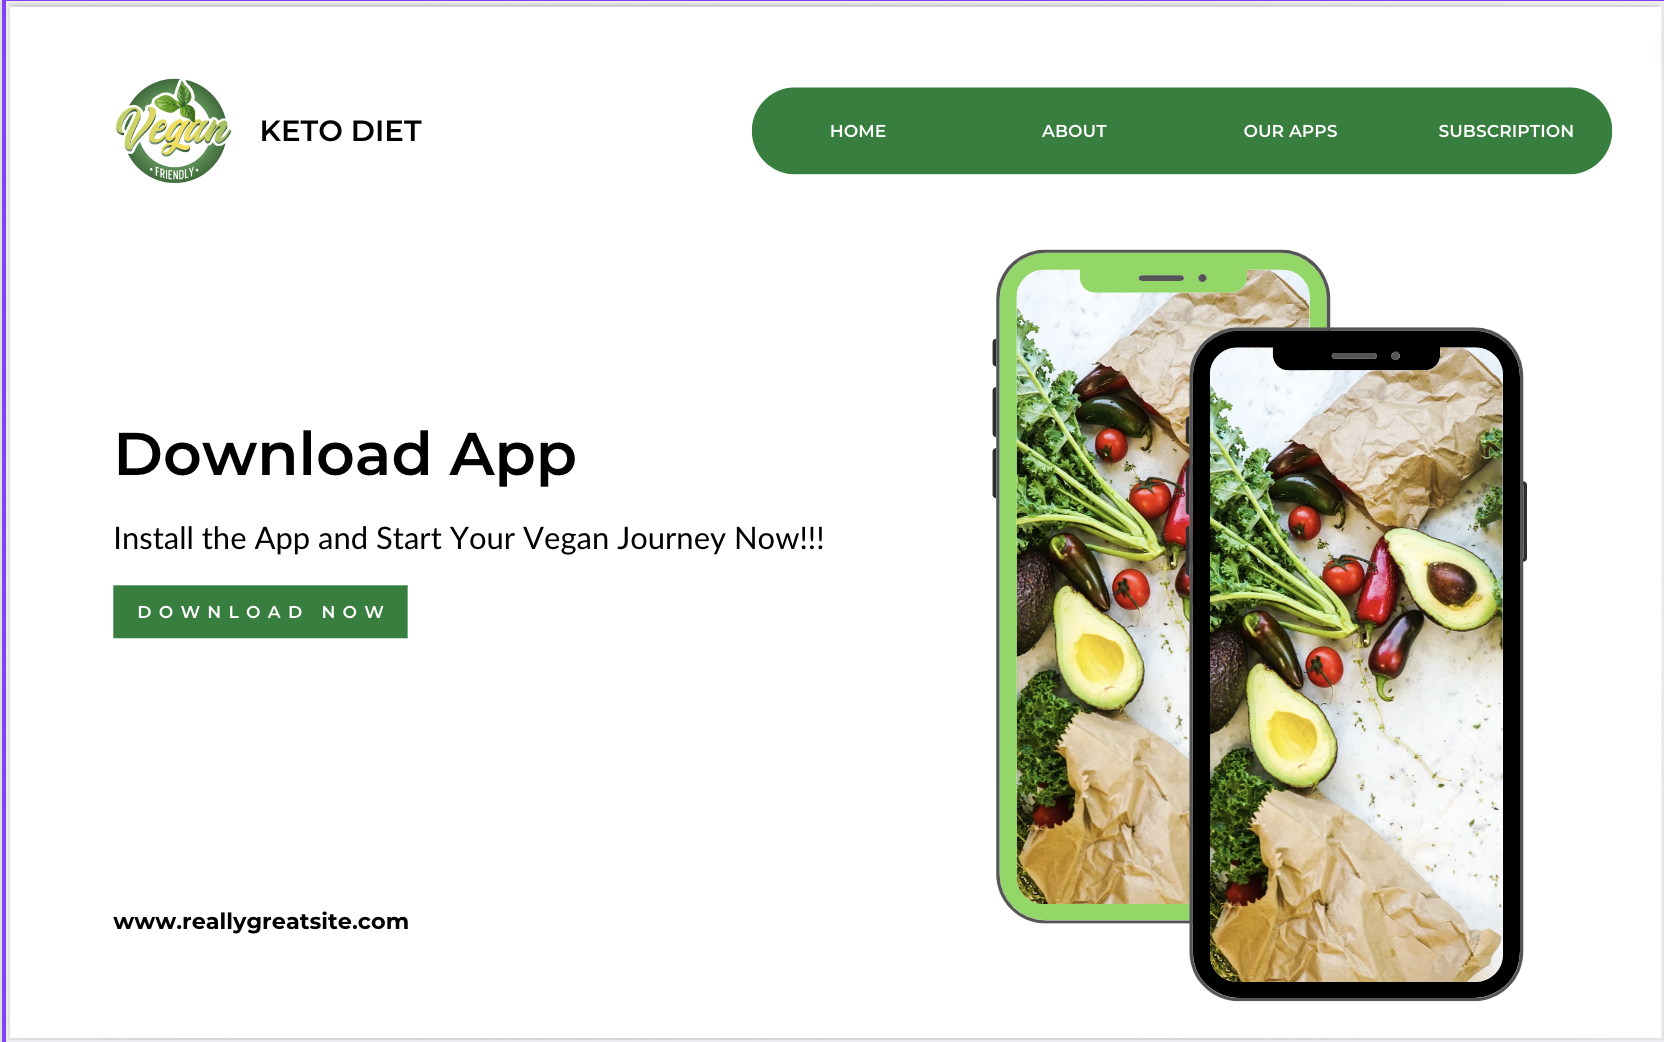 Vegan
• FRIENDLY •
KETO DIET
HOME ABOUT OUR APPS SUBSCRIPTION
Download App
Install the App and Start Your Vegan Journey Now!!!
DOWNLOAD NOW
www.reallygreatsite.com